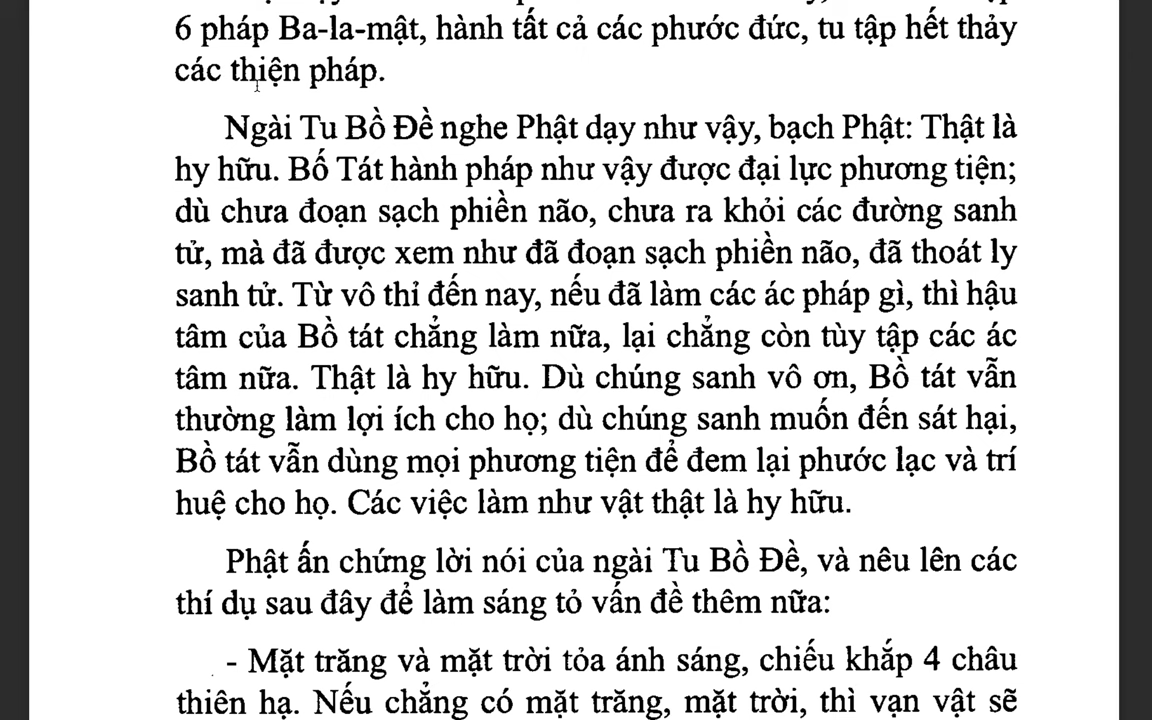 6 pháp Ba-la-mật, hành tất cả các phước đức, tu tập hết thảy
các thiện pháp.
Ngài Tu Bồ Đề nghe Phật dạy như vậy, bạch Phật: Thật là
hy hữu. Bố Tát hành pháp như vậy được đại lực phương tiện;
dù chưa đoạn sạch phiền não, chưa ra khỏi các đường sanh
tử, mà đã được xem như đã đoạn sạch phiền não, đã thoát ly
sanh tử. Từ vô thỉ đến nay, nếu đã làm các ác pháp gì, thì hậu
tâm của Bồ tát chẳng làm nữa, lại chẳng còn tùy tập các ác
tâm nữa. Thật là hy hữu. Dù chúng sanh vô ơn, Bồ tát vẫn
thường làm lợi ích cho họ; dù chúng sanh muốn đến sát hại,
Bồ tát vẫn dùng mọi phương tiện để đem lại phước lạc và trí
huệ cho họ. Các việc làm như vật thật là hy hữu.
Phật ấn chứng lời nói của ngài Tu Bồ Đề, và nêu lên các
thí dụ sau đây để làm sáng tỏ vấn đề thêm nữa:
- Mặt trăng và mặt trời tỏa ánh sáng, chiếu khắp 4 châu
thiên hạ. Nếu chẳng có mặt trăng, mặt trời, thì vạn vật sẽ